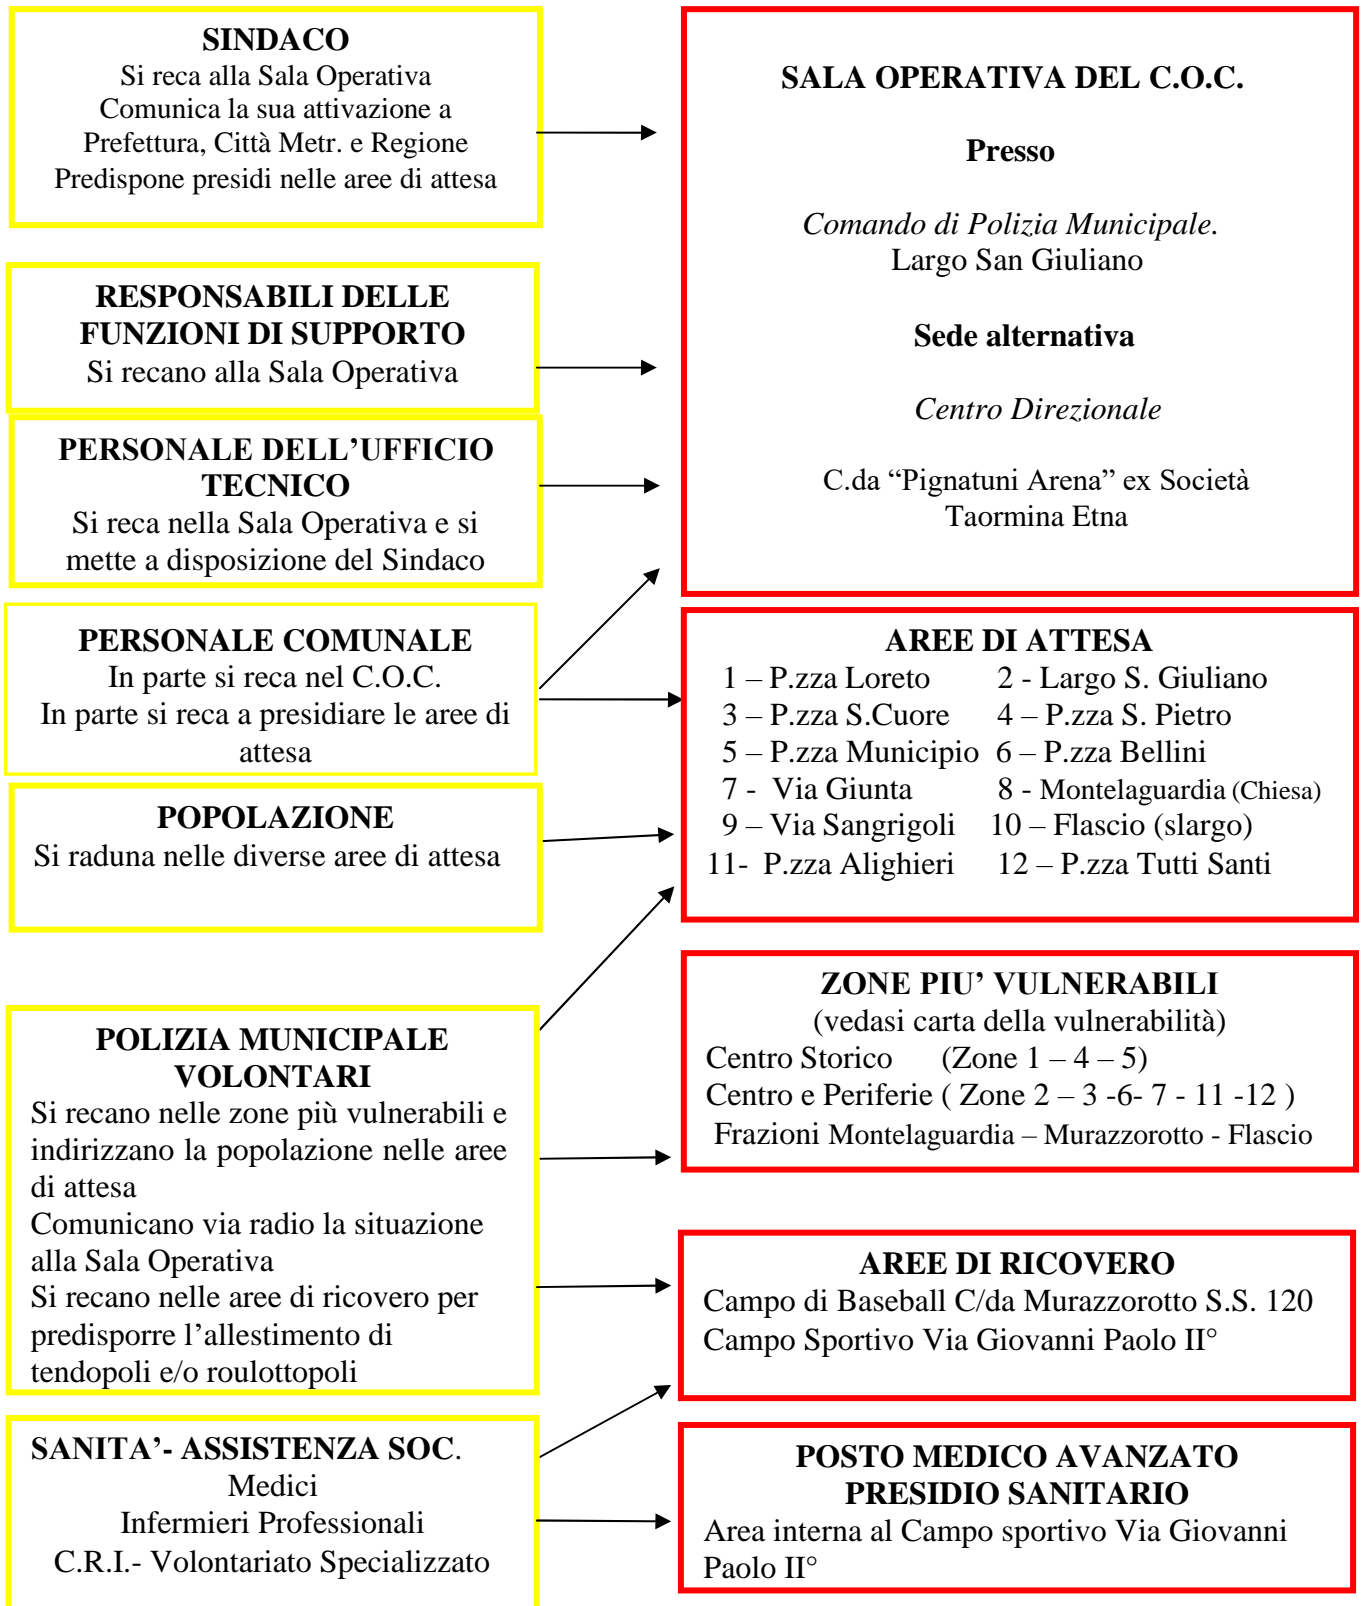 SINDACO
Si reca alla Sala Operativa
Comunica la sua attivazione a
Prefettura, Città Metr. e Regione
Predispone presidi nelle aree di attesa
RESPONSABILI DELLE
FUNZIONI DI SUPPORTO
Si recano alla Sala Operativa
PERSONALE DELL’UFFICIO
TECNICO
Si reca nella Sala Operativa e si
mette a disposizione del Sindaco
PERSONALE COMUNALE
In parte si reca nel C.O.C.
In parte si reca a presidiare le aree di
attesa
POPOLAZIONE
Si raduna nelle diverse aree di attesa
POLIZIA MUNICIPALE
VOLONTARI
Si recano nelle zone più vulnerabili e
indirizzano la popolazione nelle aree
di attesa
Comunicano via radio la situazione
alla Sala Operativa
Si recano nelle aree di ricovero per
predisporre l’allestimento di
tendopoli e/o roulottopoli
SANITA’- ASSISTENZA SOC.
Medici
Infermieri Professionali
C.R.I.- Volontariato Specializzato
SALA OPERATIVA DEL C.O.C.
Presso
Comando di Polizia Municipale.
Largo San Giuliano
Sede alternativa
Centro Direzionale
C.da “Pignatuni Arena” ex Società
Taormina Etna
AREE DI ATTESA
1 – P.zza Loreto 2 - Largo S. Giuliano
3 – P.zza S.Cuore 4 – P.zza S. Pietro
5 – P.zza Municipio 6 – P.zza Bellini
7 - Via Giunta 8 - Montelaguardia (Chiesa)
9 – Via Sangrigoli 10 – Flascio (slargo)
11- P.zza Alighieri 12 – P.zza Tutti Santi
ZONE PIU’ VULNERABILI
(vedasi carta della vulnerabilità)
Centro Storico (Zone 1 – 4 – 5)
Centro e Periferie ( Zone 2 – 3 -6- 7 - 11 -12 )
Frazioni Montelaguardia – Murazzorotto - Flascio
AREE DI RICOVERO
Campo di Baseball C/da Murazzorotto S.S. 120
Campo Sportivo Via Giovanni Paolo II°
POSTO MEDICO AVANZATO
PRESIDIO SANITARIO
Area interna al Campo sportivo Via Giovanni
Paolo II°